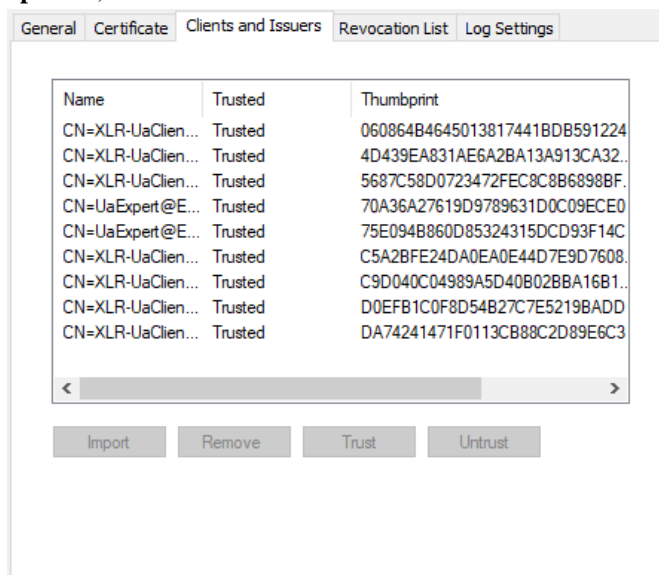 General Certificate Clients and Issuers Revocation List Log Settings
Name Trusted Thumbprint
CN=XLR-UaClien... Trusted 060864B4645013817441BDB591224
CN=XLR-UaClien... Trusted 4D439EA831AE6A2BA13A913CA32..
CN=XLR-UaClien... Trusted 5687C58D0723472FEC8C8B6898BF.
CN=UaExpert@E... Trusted 70A36A27619D9789631D0C09ECE0
CN=UaExpert@E... Trusted 75E094B860D85324315DCD93F14C
CN=XLR-UaClien... Trusted C5A2BFE24DA0EA0E44D7E9D7608.
CN=XLR-UaClien... Trusted C9D040C04989A5D40B02BBA16B1..
CN=XLR-UaClien... Trusted D0EFB1C0F8D54B27C7E5219BADD
CN=XLR-UaClien... Trusted DA74241471F0113CB88C2D89E6C3
Import Remove Trust Untrust